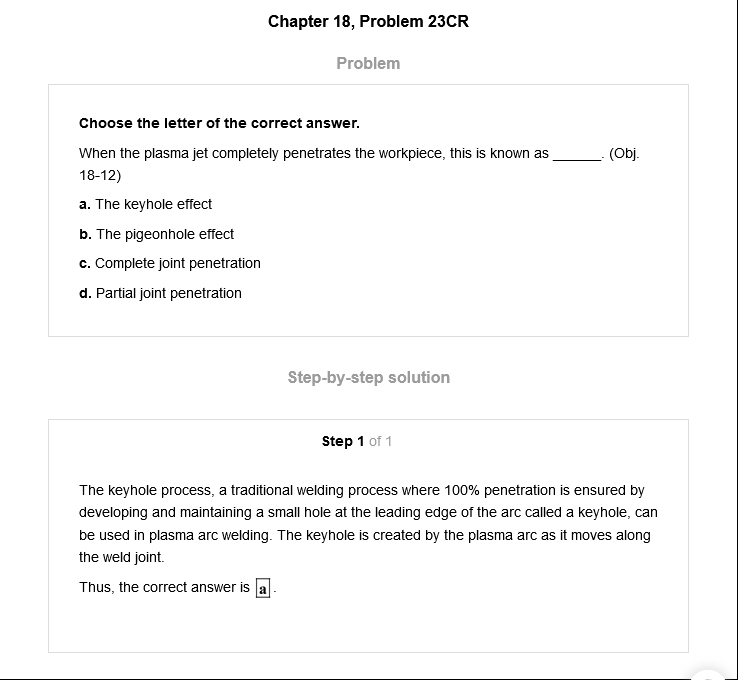 Chapter 18, Problem 23CR
Problem
Choose the letter of the correct answer.
When the plasma jet completely penetrates the workpiece, this is known as ______. (Obj.
18-12)
a. The keyhole effect
b. The pigeonhole effect
c. Complete joint penetration
d. Partial joint penetration
Step-by-step solution
Step 1 of 1
The keyhole process, a traditional welding process where 100% penetration is ensured by
developing and maintaining a small hole at the leading edge of the arc called a keyhole, can
be used in plasma arc welding. The keyhole is created by the plasma arc as it moves along
the weld joint.
Thus, the correct answer is a.